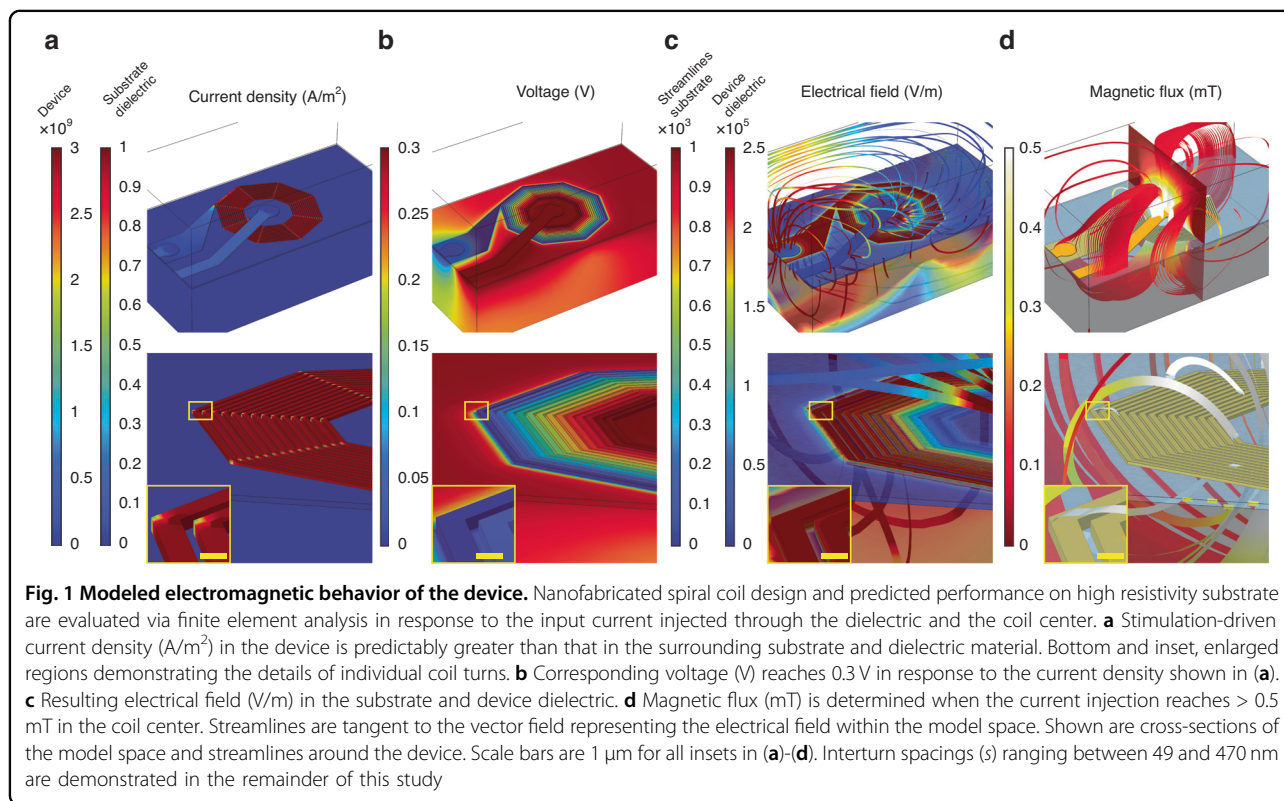 a
b
c
d
Device
Substrate
dielectric
Current density (A/m²)
Voltage (V)
Streamlines
substrate
Device
dielectric
Electrical field (V/m)
Magnetic flux (mT)
×10⁹
3
2.5
2
1.5
1
0.5
0
1
0.9
0.8
0.7
0.6
0.5
0.4
0.3
0.2
0.1
0
0.3
0.25
0.2
0.15
0.1
0.05
0
×10³
1
0.9
0.8
0.7
0.6
0.5
0.4
0.3
0.2
0.1
0
×10⁵
2.5
2
1.5
1
0.5
0
0.5
0.4
0.3
0.2
0.1
0
Fig. 1 Modeled electromagnetic behavior of the device. Nanofabricated spiral coil design and predicted performance on high resistivity substrate
are evaluated via finite element analysis in response to the input current injected through the dielectric and the coil center. a Stimulation-driven
current density (A/m²) in the device is predictably greater than that in the surrounding substrate and dielectric material. Bottom and inset, enlarged
regions demonstrating the details of individual coil turns. b Corresponding voltage (V) reaches 0.3 V in response to the current density shown in (a).
c Resulting electrical field (V/m) in the substrate and device dielectric. d Magnetic flux (mT) is determined when the current injection reaches > 0.5
mT in the coil center. Streamlines are tangent to the vector field representing the electrical field within the model space. Shown are cross-sections of
the model space and streamlines around the device. Scale bars are 1 μm for all insets in (a)-(d). Interturn spacings (s) ranging between 49 and 470 nm
are demonstrated in the remainder of this study